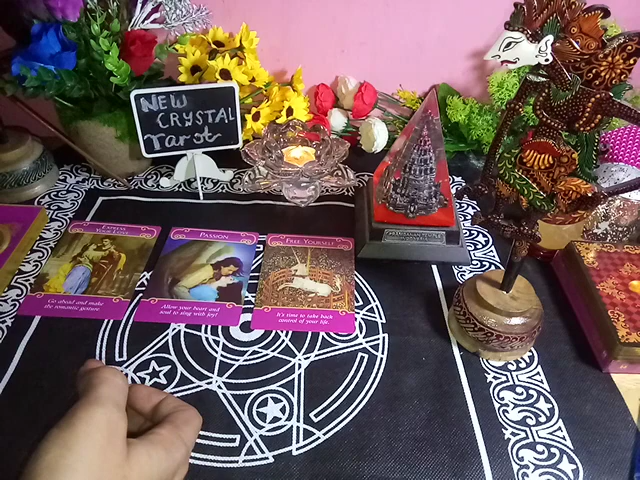 NEW
CRYSTAL
Tarot
EXPRESS
YOUR LOVE
Go ahead and make
the romantic gesture.
PASSION
Allow your heart and
soul to sing with joy!
FREE YOURSELF
It's time to take back
control of your life.